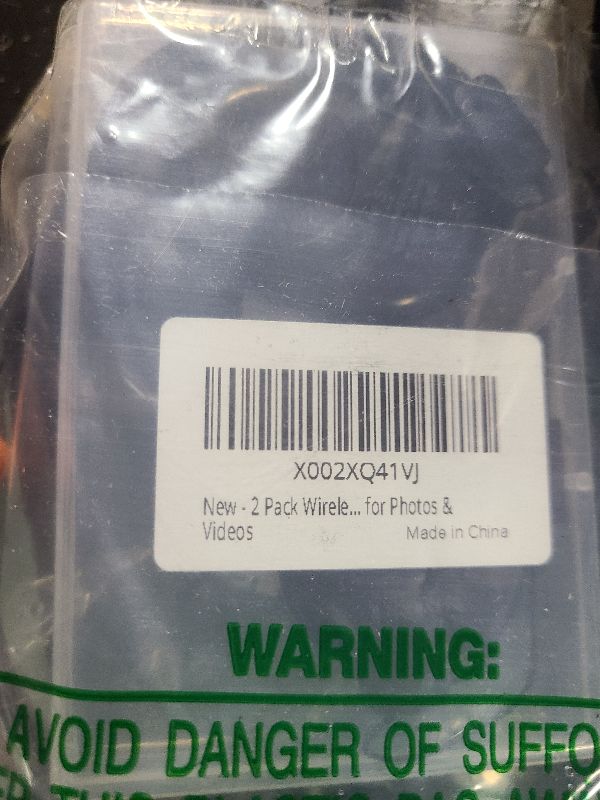 X002XQ41VJ
New - 2 Pack Wirele... for Photos &
Videos
Made in China
WARNING:
AVOID DANGER OF SUFFO